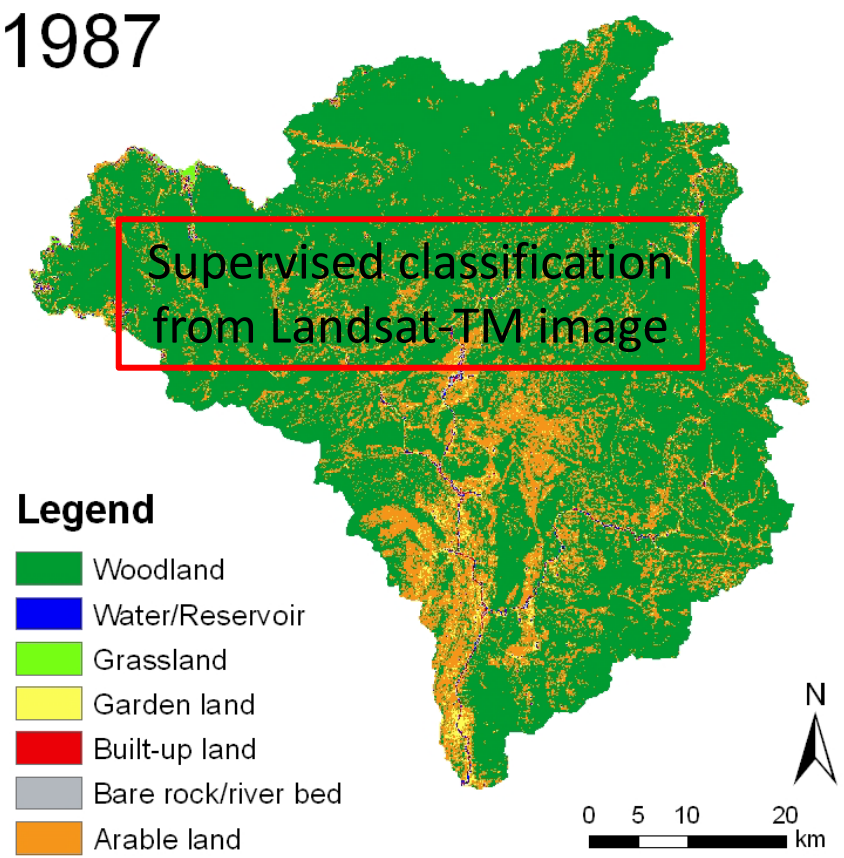 1987
Supervised classification
from Landsat-TM image
Legend
Woodland
Water/Reservoir
Grassland
Garden land
Built-up land
Bare rock/river bed
Arable land
N
0 5 10 20
km